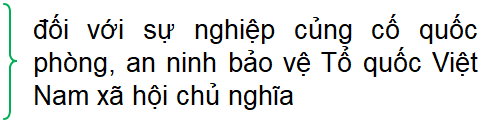 đối với sự nghiệp củng cố quốc
phòng, an ninh bảo vệ Tổ quốc Việt
Nam xã hội chủ nghĩa